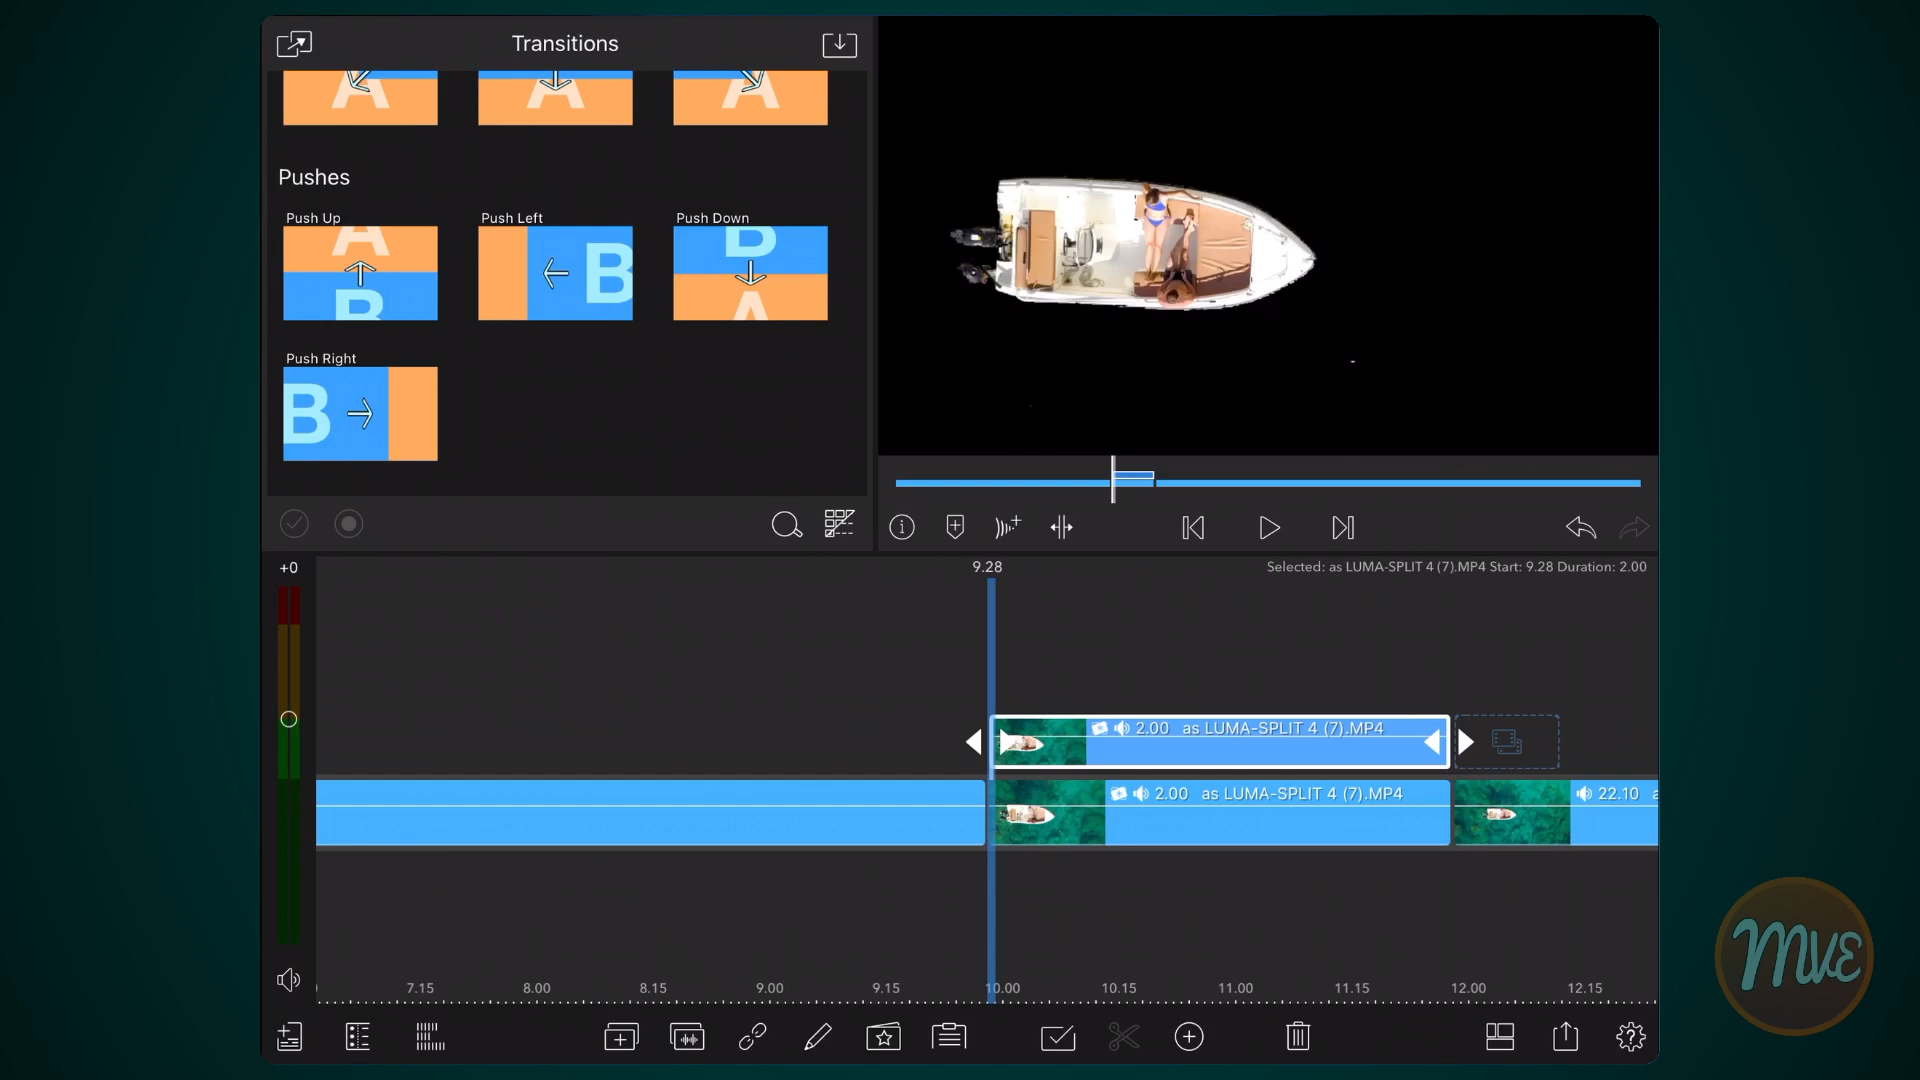 Transitions
A A A
Pushes
Push Up Push Left Push Down
A
B
B
B
A
Push Right
B
+0
9.28
Selected: as LUMA-SPLIT 4 (7).MP4 Start: 9.28 Duration: 2.00
2.00 as LUMA-SPLIT 4 (7).MP4
2.00 as LUMA-SPLIT 4 (7).MP4
22.10
7.15 8.00 8.15 9.00 9.15 10.00 10.15 11.00 11.15 12.00 12.15
MVE